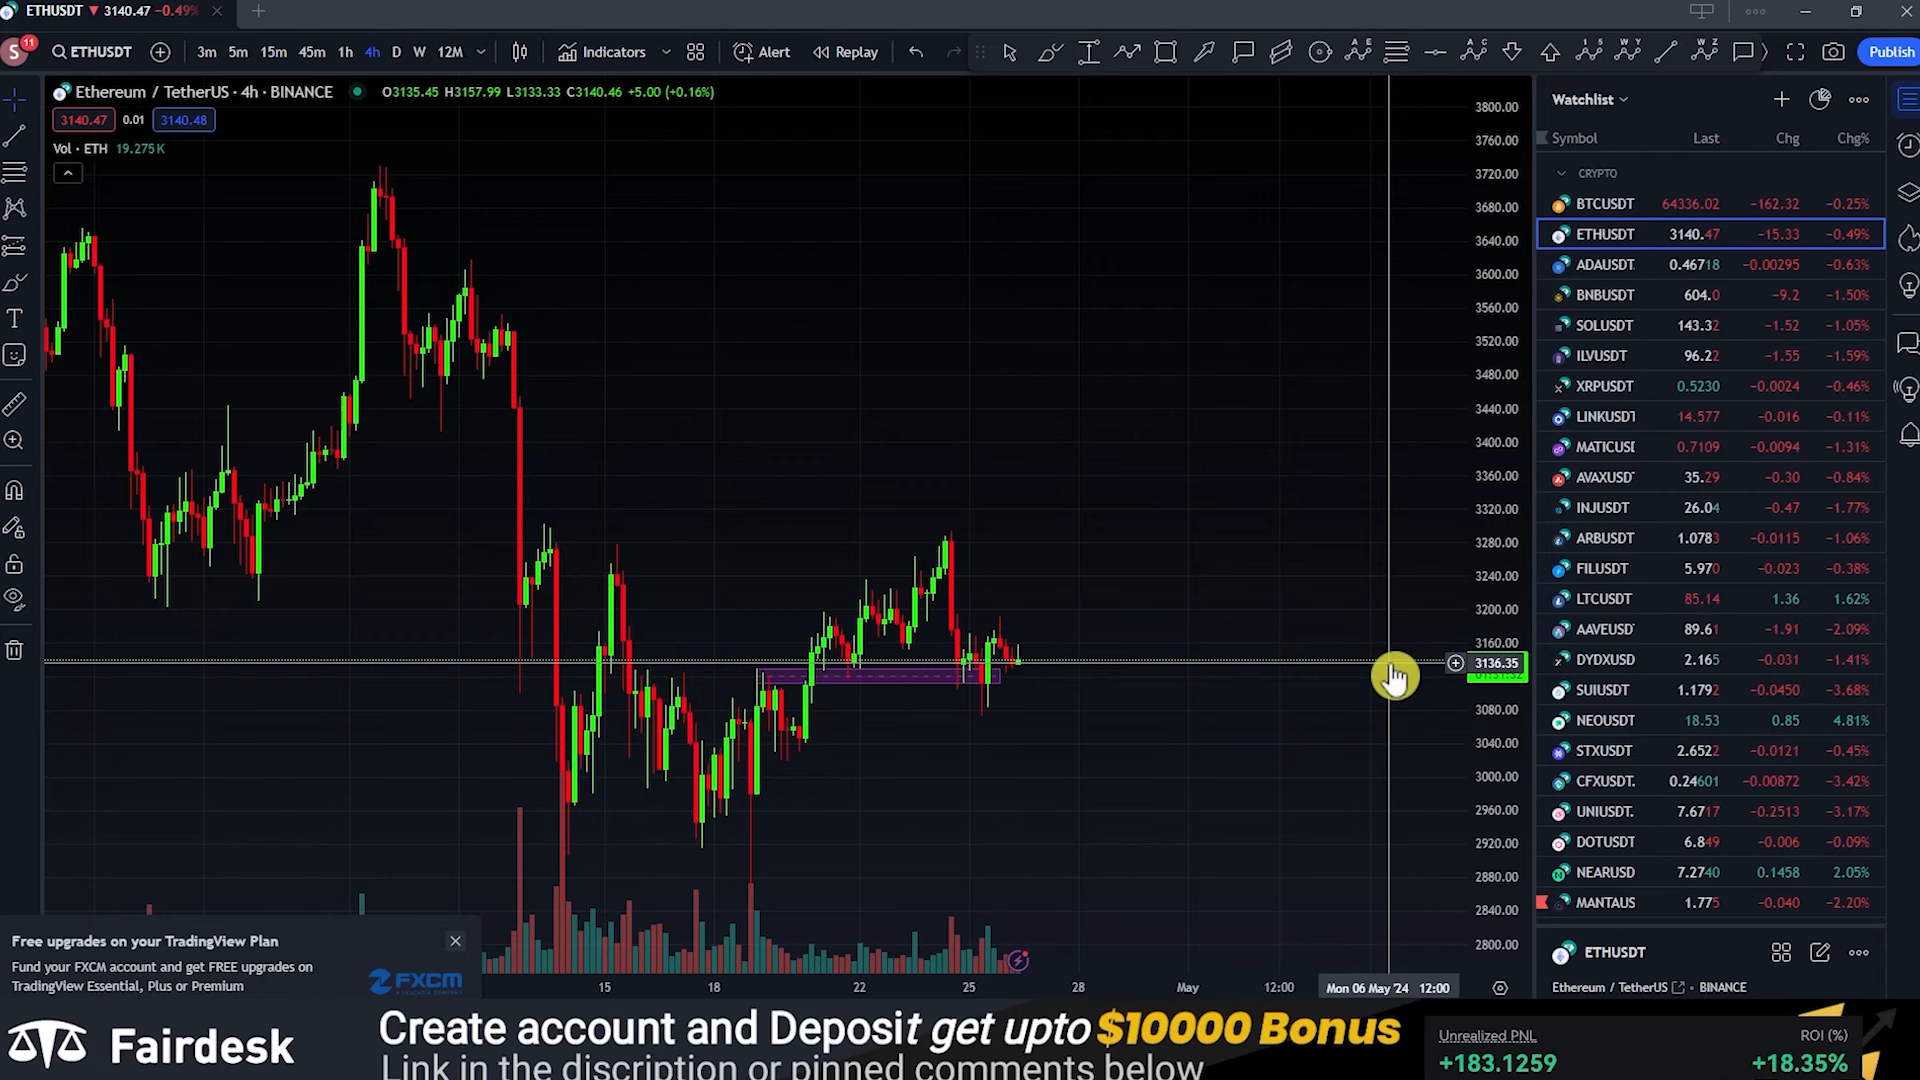 ETHUSDT ▼ 3140.47 −0.49%
S 11 ETHUSDT 3m 5m 15m 45m 1h 4h D W 12M Indicators Alert Replay Publish
Ethereum / TetherUS · 4h · BINANCE O3135.45 H3157.99 L3133.33 C3140.46 +5.00 (+0.16%)
3140.47 0.01 3140.48
Vol · ETH 19.275K
3800.00
3760.00
3720.00
3680.00
3640.00
3600.00
3560.00
3520.00
3480.00
3440.00
3400.00
3360.00
3320.00
3280.00
3240.00
3200.00
3160.00
3136.35
3080.00
3040.00
3000.00
2960.00
2920.00
2880.00
2840.00
2800.00
15 18 22 25 28 May 12:00 Mon 06 May '24 12:00
Watchlist
Symbol Last Chg Chg%
CRYPTO
BTCUSDT 64336.02 −162.32 −0.25%
ETHUSDT 3140.47 −15.33 −0.49%
ADAUSDT 0.46718 −0.00295 −0.63%
BNBUSDT 604.0 −9.2 −1.50%
SOLUSDT 143.32 −1.52 −1.05%
ILVUSDT 96.22 −1.55 −1.59%
XRPUSDT 0.5230 −0.0024 −0.46%
LINKUSDT 14.577 −0.016 −0.11%
MATICUSI 0.7109 −0.0094 −1.31%
AVAXUSD 35.29 −0.30 −0.84%
INJUSDT 26.04 −0.47 −1.77%
ARBUSDT 1.0783 −0.0115 −1.06%
FILUSDT 5.970 −0.023 −0.38%
LTCUSDT 85.14 1.36 1.62%
AAVEUSD 89.61 −1.91 −2.09%
DYDXUSD 2.165 −0.031 −1.41%
SUIUSDT 1.1792 −0.0450 −3.68%
NEOUSDT 18.53 0.85 4.81%
STXUSDT 2.6522 −0.0121 −0.45%
CFXUSDT. 0.24601 −0.00872 −3.42%
UNIUSDT. 7.6717 −0.2513 −3.17%
DOTUSDT 6.849 −0.006 −0.09%
NEARUSD 7.2740 0.1458 2.05%
MANTAUS 1.775 −0.040 −2.20%
ETHUSDT
Ethereum / TetherUS • BINANCE
Free upgrades on your TradingView Plan
Fund your FXCM account and get FREE upgrades on
TradingView Essential, Plus or Premium
FXCM
Fairdesk
Create account and Deposit get upto $10000 Bonus
Link in the description or pinned comments below
Unrealized PNL ROI (%)
+183.1259 +18.35%